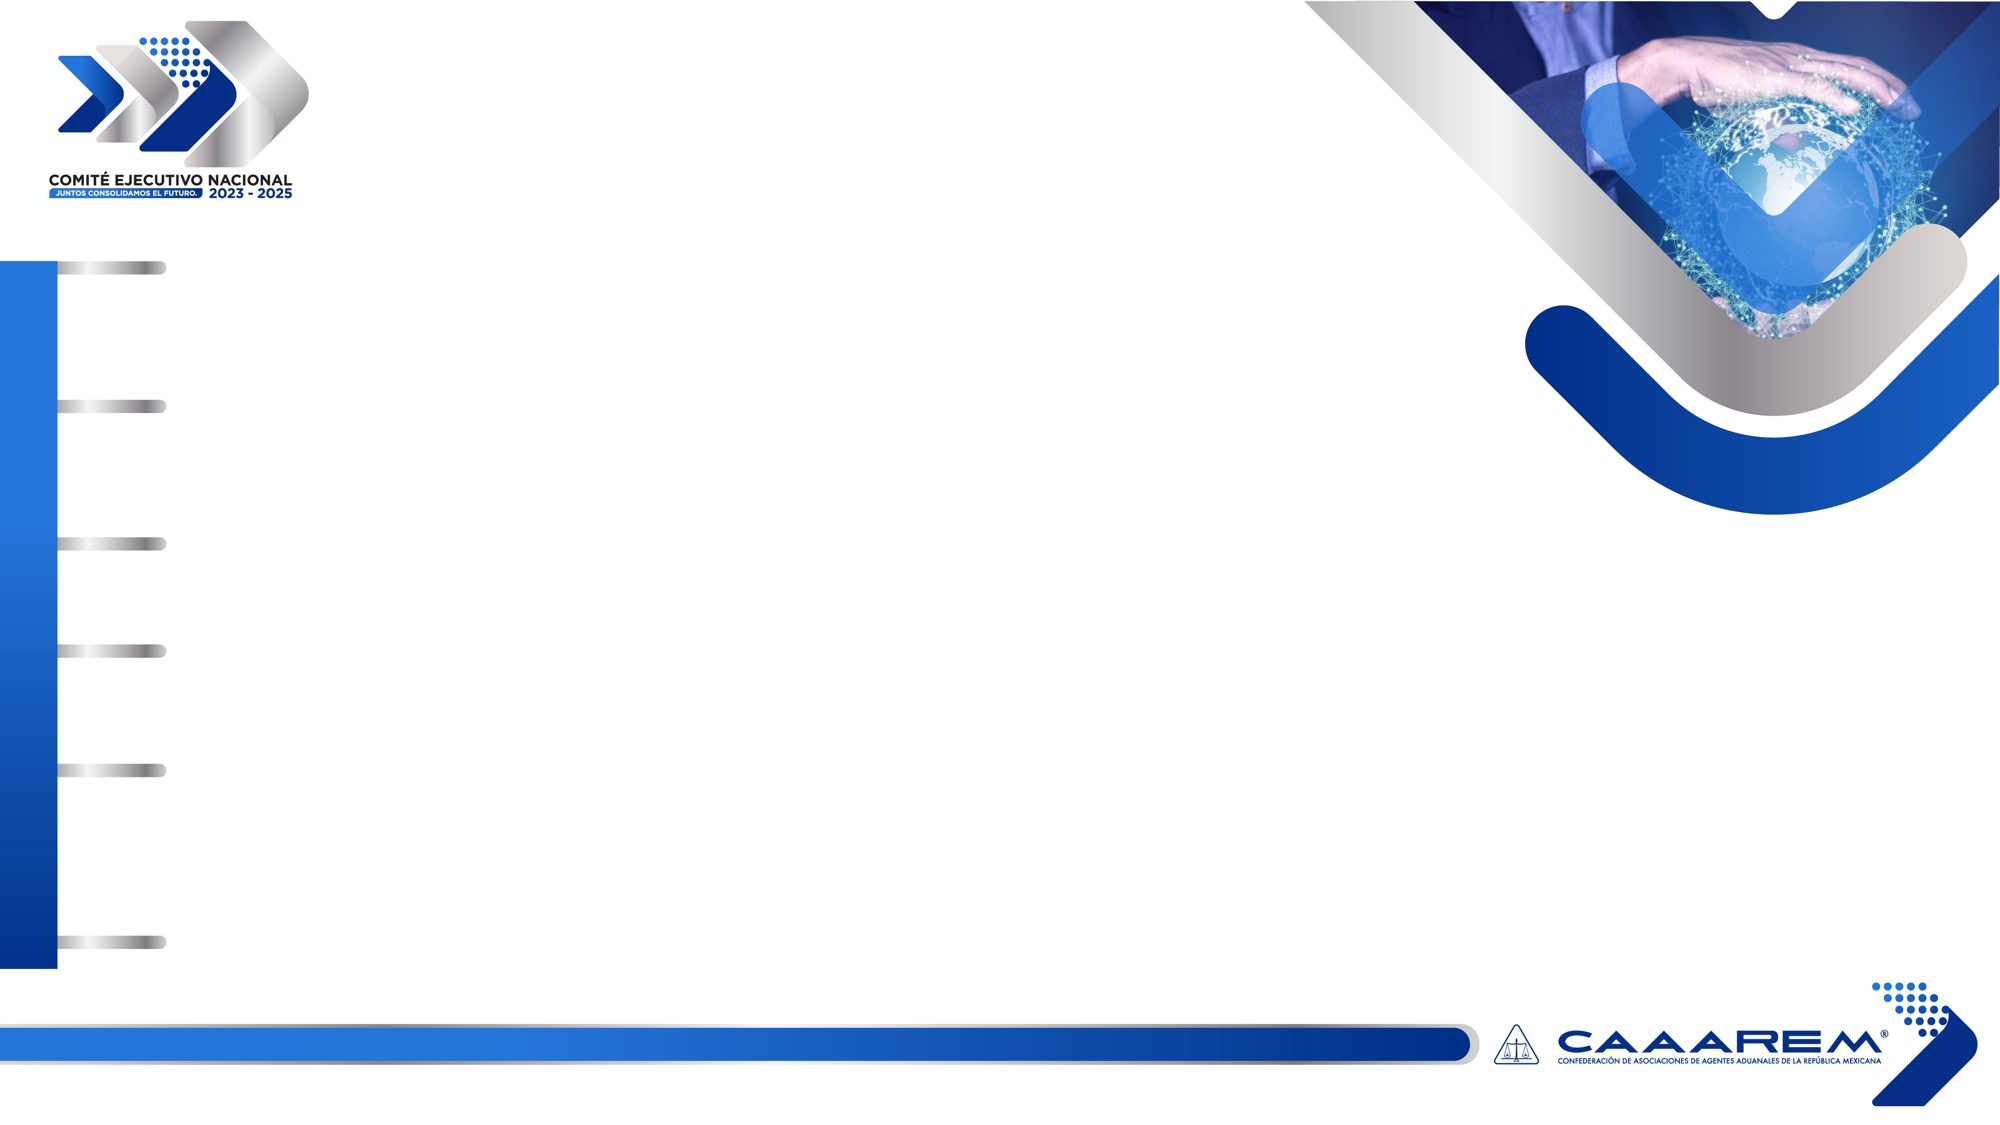 COMITÉ EJECUTIVO NACIONAL
JUNTOS CONSOLIDAMOS EL FUTURO. 2023 - 2025
CAAAREM®
CONFEDERACIÓN DE ASOCIACIONES DE AGENTES ADUANALES DE LA REPÚBLICA MEXICANA